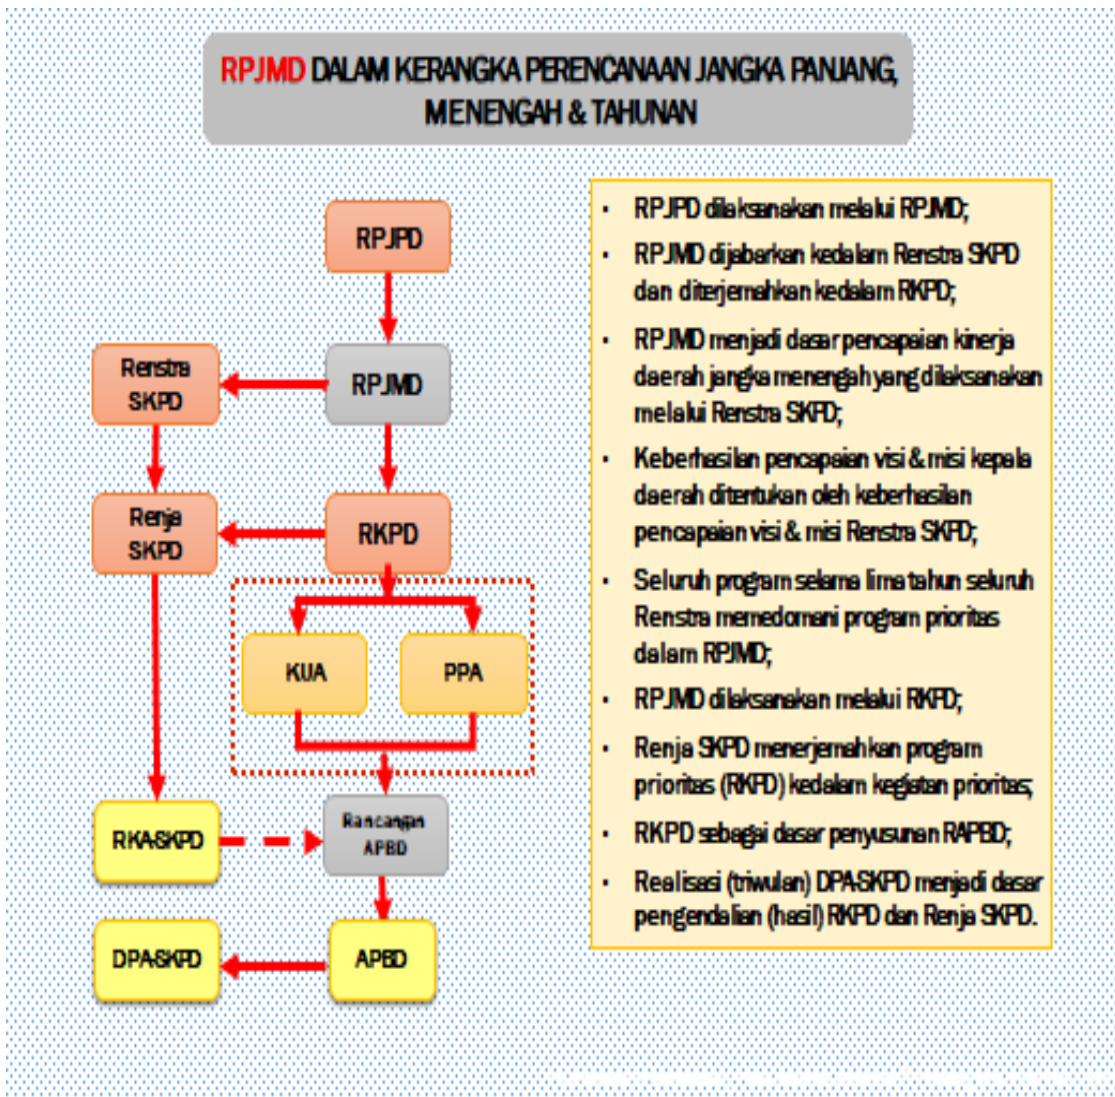 RPJMD DALAM KERANGKA PERENCANAAN JANGKA PANJANG,
MENENGAH & TAHUNAN
RPJPD
Renstra
SKPD
RPJMD
Renja
SKPD
RKPD
KUA
PPA
RKA-SKPD
Rancangan
APBD
DPA-SKPD
APBD
• RPJPD dilaksanakan melalui RPJMD;
• RPJMD dijabarkan kedalam Renstra SKPD
dan diterjemahkan kedalam RKPD;
• RPJMD menjadi dasar pencapaian kinerja
daerah jangka menengah yang dilaksanakan
melalui Renstra SKPD;
• Keberhasilan pencapaian visi & misi kepala
daerah ditentukan oleh keberhasilan
pencapaian visi & misi Renstra SKPD;
• Seluruh program selama lima tahun seluruh
Renstra memedomani program prioritas
dalam RPJMD;
• RPJMD dilaksanakan melalui RKPD;
• Renja SKPD menerjemahkan program
prioritas (RKPD) kedalam kegiatan prioritas;
• RKPD sebagai dasar penyusunan RAPBD;
• Realisasi (triwulan) DPA-SKPD menjadi dasar
pengendalian (hasil) RKPD dan Renja SKPD.